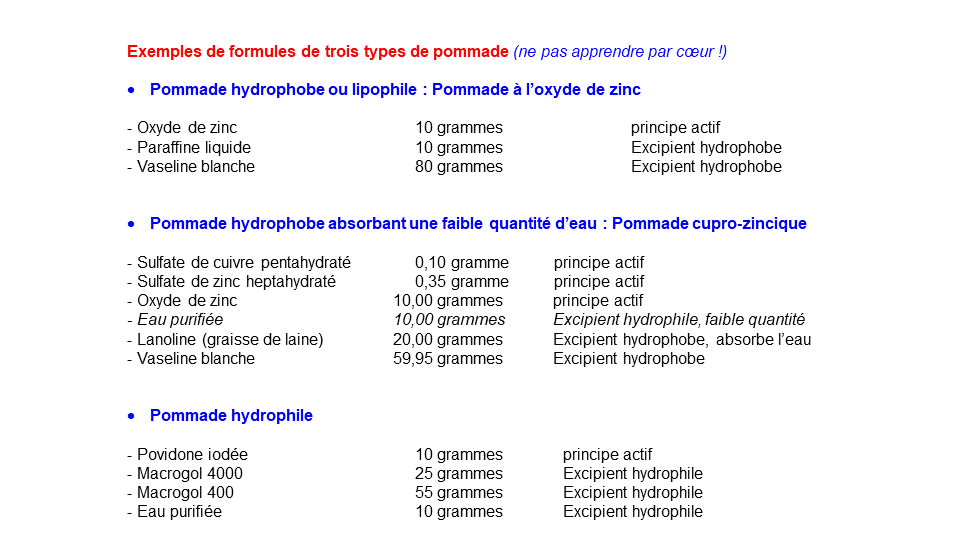 Exemples de formules de trois types de pommade (ne pas apprendre par cœur !)
• Pommade hydrophobe ou lipophile : Pommade à l’oxyde de zinc
- Oxyde de zinc 10 grammes principe actif
- Paraffine liquide 10 grammes Excipient hydrophobe
- Vaseline blanche 80 grammes Excipient hydrophobe
• Pommade hydrophobe absorbant une faible quantité d’eau : Pommade cupro-zincique
- Sulfate de cuivre pentahydraté 0,10 gramme principe actif
- Sulfate de zinc heptahydraté 0,35 gramme principe actif
- Oxyde de zinc 10,00 grammes principe actif
- Eau purifiée 10,00 grammes Excipient hydrophile, faible quantité
- Lanoline (graisse de laine) 20,00 grammes Excipient hydrophobe, absorbe l’eau
- Vaseline blanche 59,95 grammes Excipient hydrophobe
• Pommade hydrophile
- Povidone iodée 10 grammes principe actif
- Macrogol 4000 25 grammes Excipient hydrophile
- Macrogol 400 55 grammes Excipient hydrophile
- Eau purifiée 10 grammes Excipient hydrophile